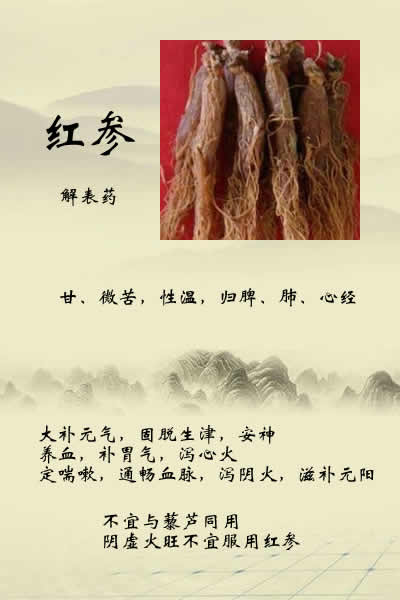 红参
解表药
甘、微苦，性温，归脾、肺、心经
大补元气，固脱生津，安神
养血，补胃气，泻心火
定喘嗽，通畅血脉，泻阴火，滋补元阳
不宜与藜芦同用
阴虚火旺不宜服用红参